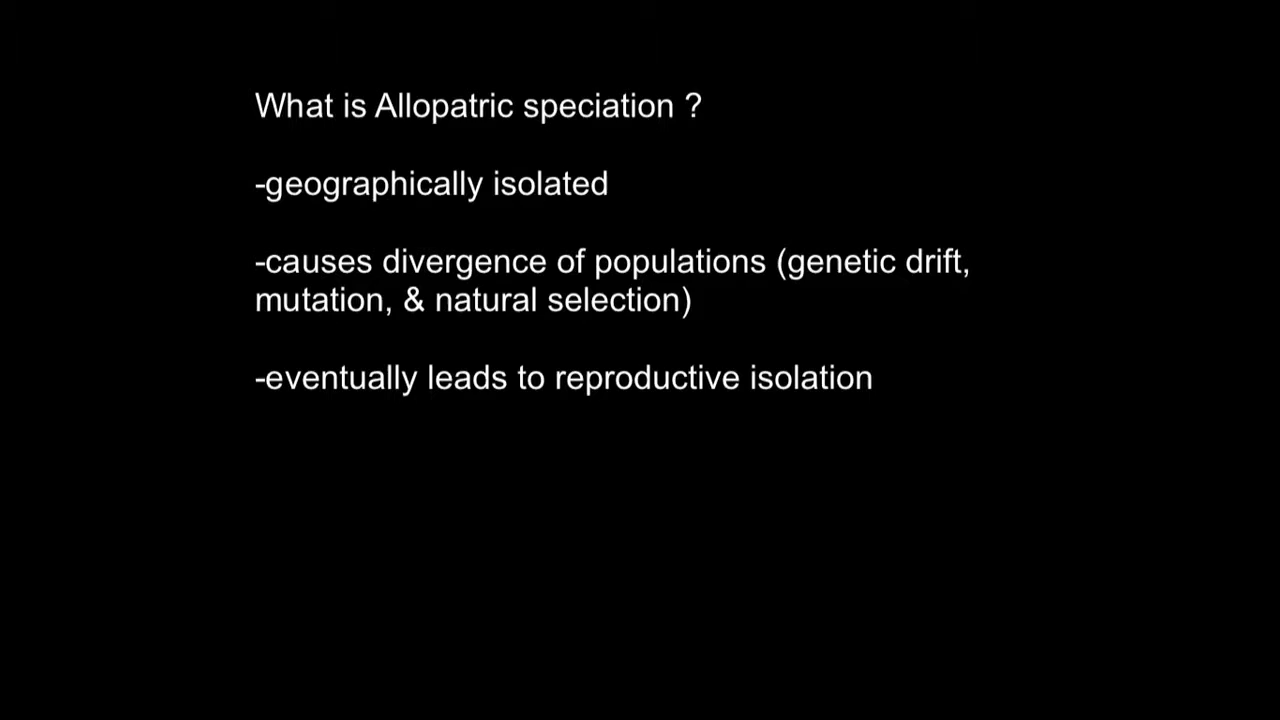 What is Allopatric speciation ?
-geographically isolated
-causes divergence of populations (genetic drift,
mutation, & natural selection)
-eventually leads to reproductive isolation